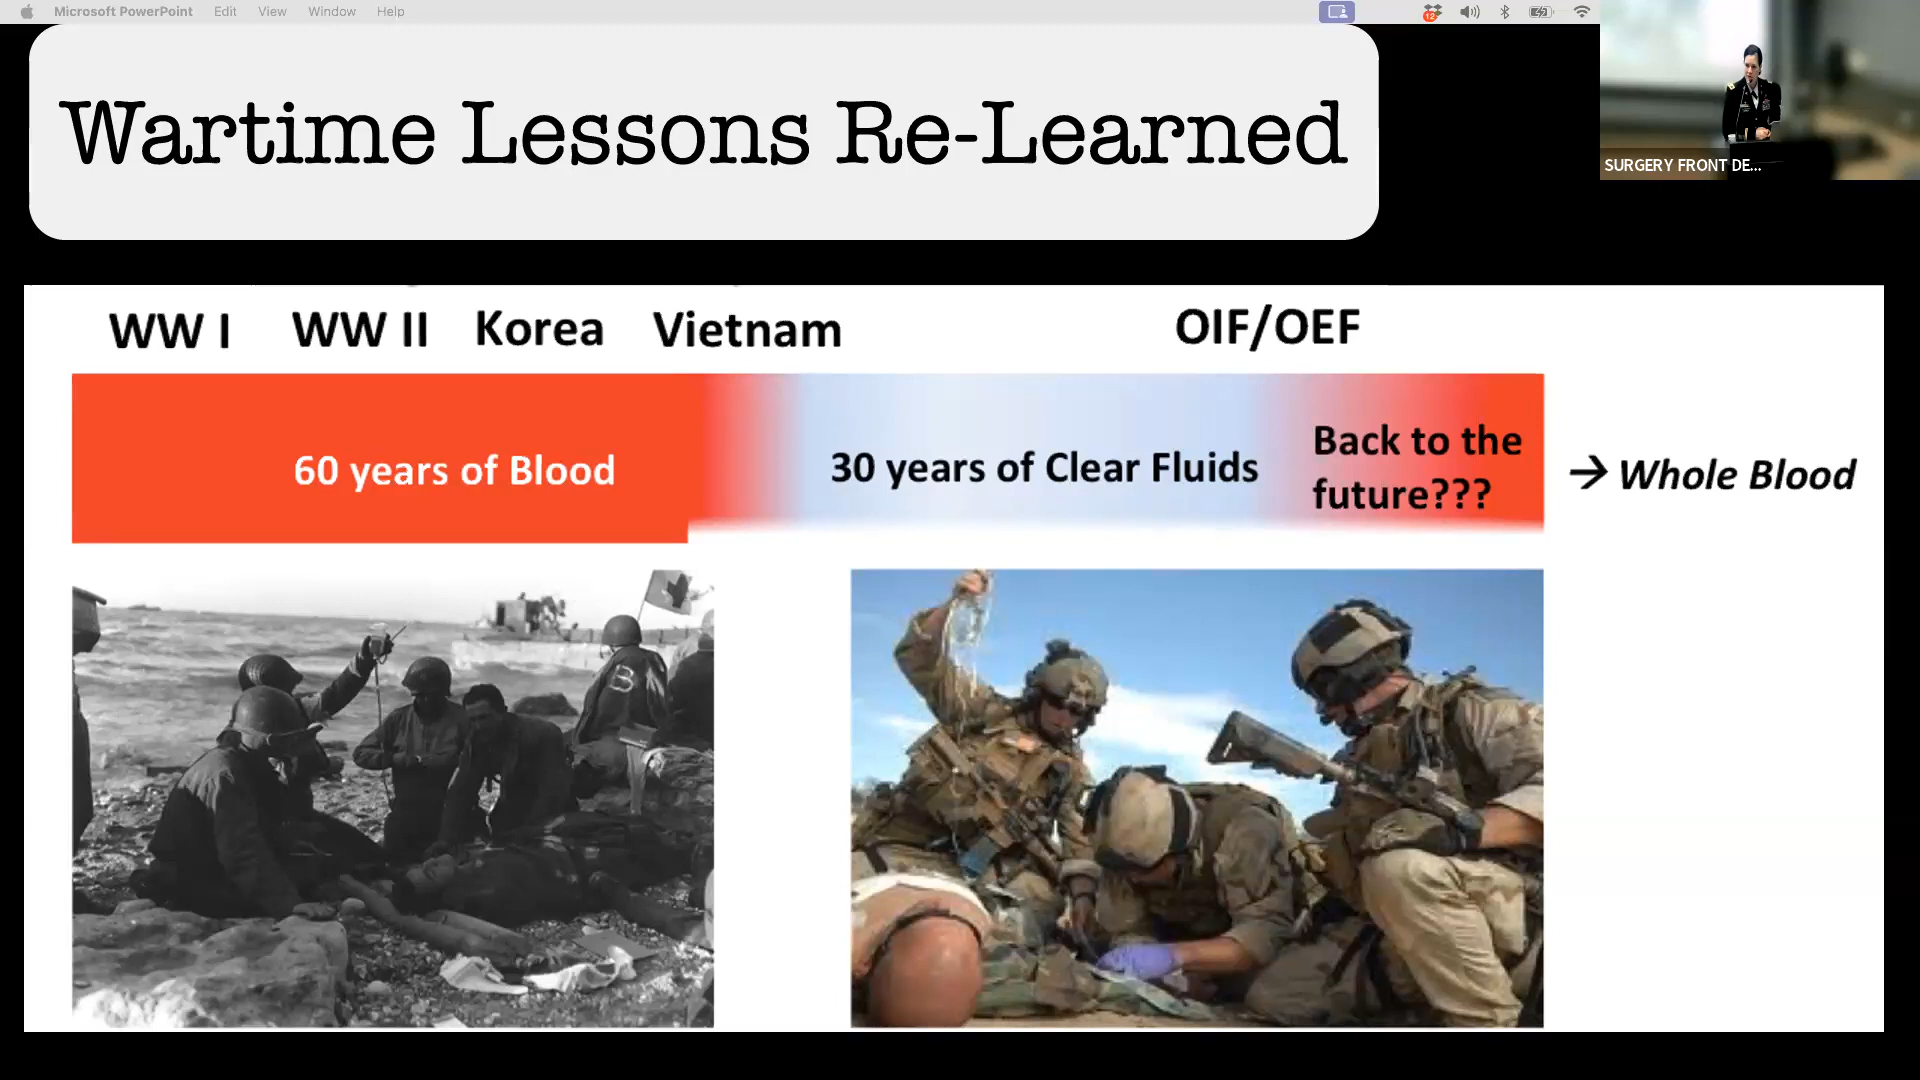 Microsoft PowerPoint Edit View Window Help
12
Wartime Lessons Re-Learned
SURGERY FRONT DE...
WW I WW II Korea Vietnam OIF/OEF
60 years of Blood
30 years of Clear Fluids
Back to the
future???
→ Whole Blood
B